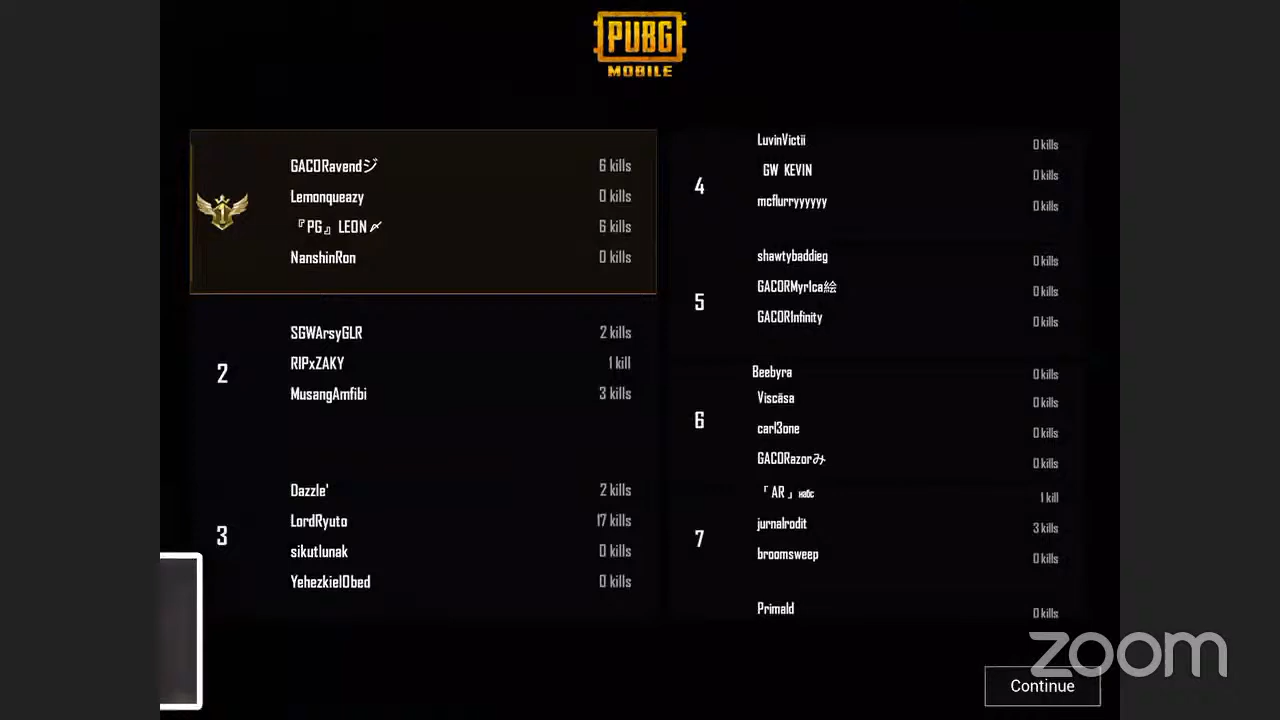 PUBG
MOBILE
1
GACORavendジ 6 kills
Lemonqueazy 0 kills
『PG』 LEON〆 6 kills
NanshinRon 0 kills
2
SGWArsyGLR 2 kills
RIPxZAKY 1 kill
MusangAmfibi 3 kills
3
Dazzle' 2 kills
LordRyuto 17 kills
sikutlunak 0 kills
YehezkielObed 0 kills
4
LuvinVictii 0 kills
GW KEVIN 0 kills
mcflurryyyyyy 0 kills
5
shawtybaddieg 0 kills
GACORMyrIca絵 0 kills
GACORInfinity 0 kills
6
Beebyra 0 kills
Viscäsa 0 kills
carl3one 0 kills
GACORazorみ 0 kills
7
「AR」 1 kill
jurnalrodit 3 kills
broomsweep 0 kills
Primald 0 kills
zoom
Continue